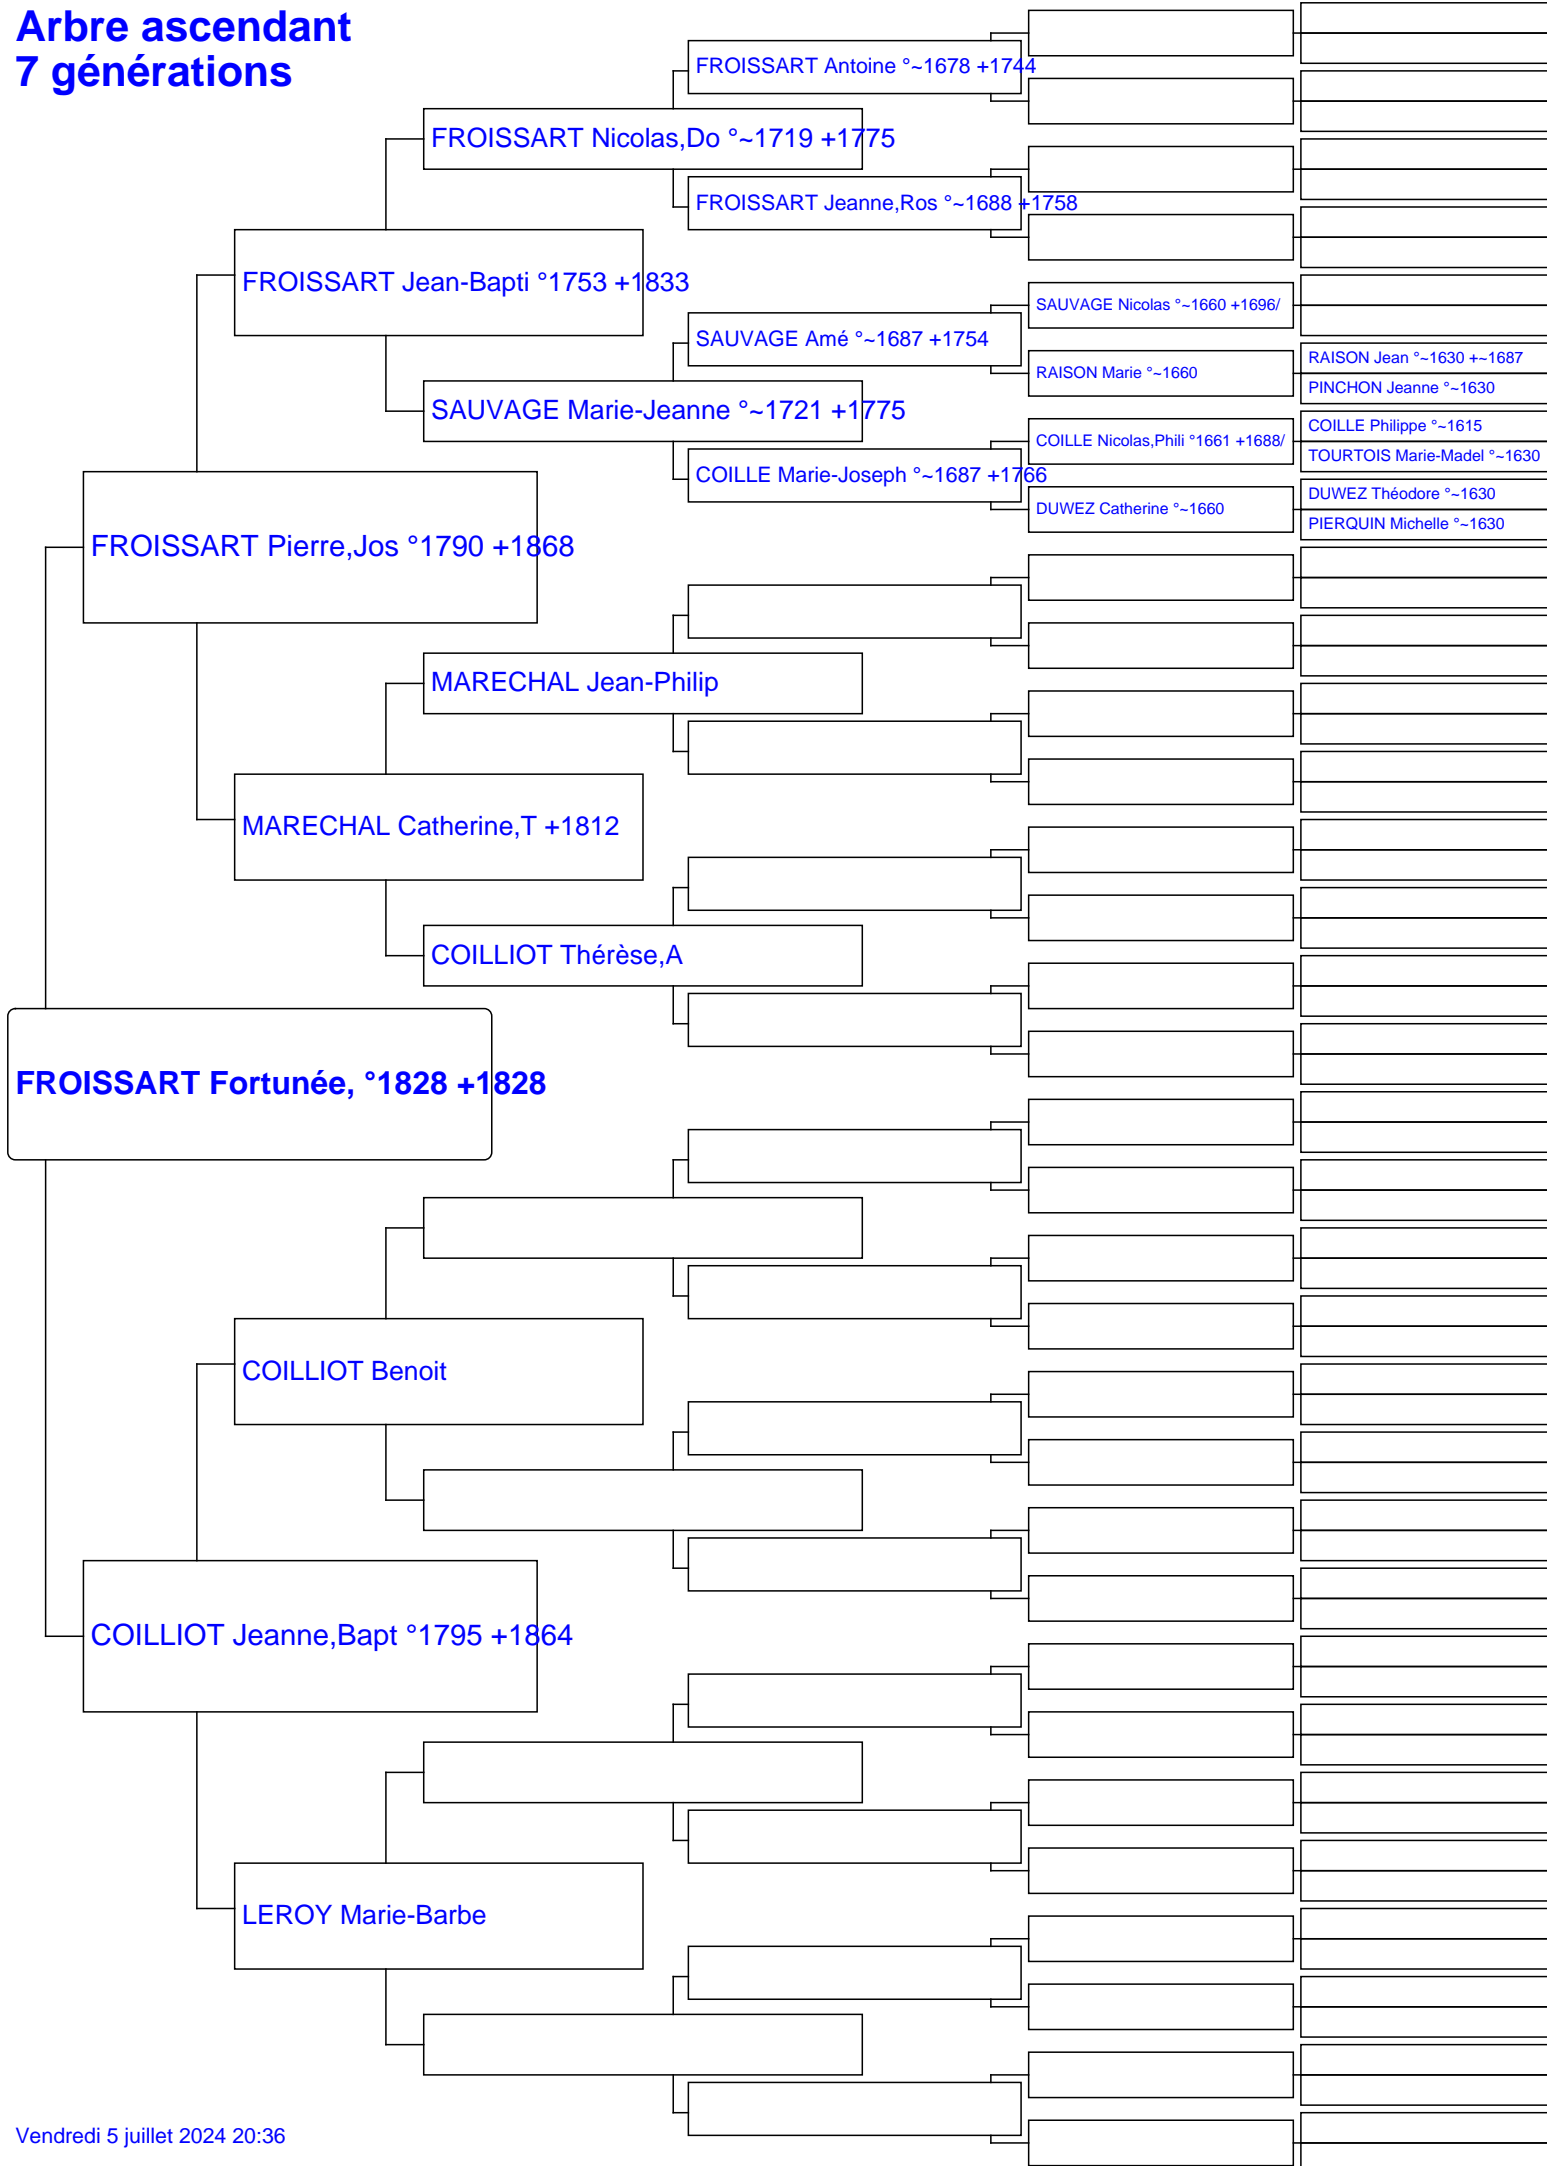 Arbre ascendant
7 générations
FROISSART Antoine °~1678 +1744
FROISSART Nicolas,Do °~1719 +1775
FROISSART Jeanne,Ros °~1688 +1758
FROISSART Jean-Bapti °1753 +1833
SAUVAGE Nicolas °~1660 +1696/
SAUVAGE Amé °~1687 +1754
RAISON Jean °~1630 +~1687
RAISON Marie °~1660
PINCHON Jeanne °~1630
SAUVAGE Marie-Jeanne °~1721 +1775
COILLE Philippe °~1615
COILLE Nicolas,Phili °1661 +1688/
TOURTOIS Marie-Madel °~1630
COILLE Marie-Joseph °~1687 +1766
DUWEZ Théodore °~1630
DUWEZ Catherine °~1660
PIERQUIN Michelle °~1630
FROISSART Pierre,Jos °1790 +1868
MARECHAL Jean-Philip
MARECHAL Catherine,T +1812
COILLIOT Thérèse,A
FROISSART Fortunée, °1828 +1828
COILLIOT Benoit
COILLIOT Jeanne,Bapt °1795 +1864
LEROY Marie-Barbe
Vendredi 5 juillet 2024 20:36